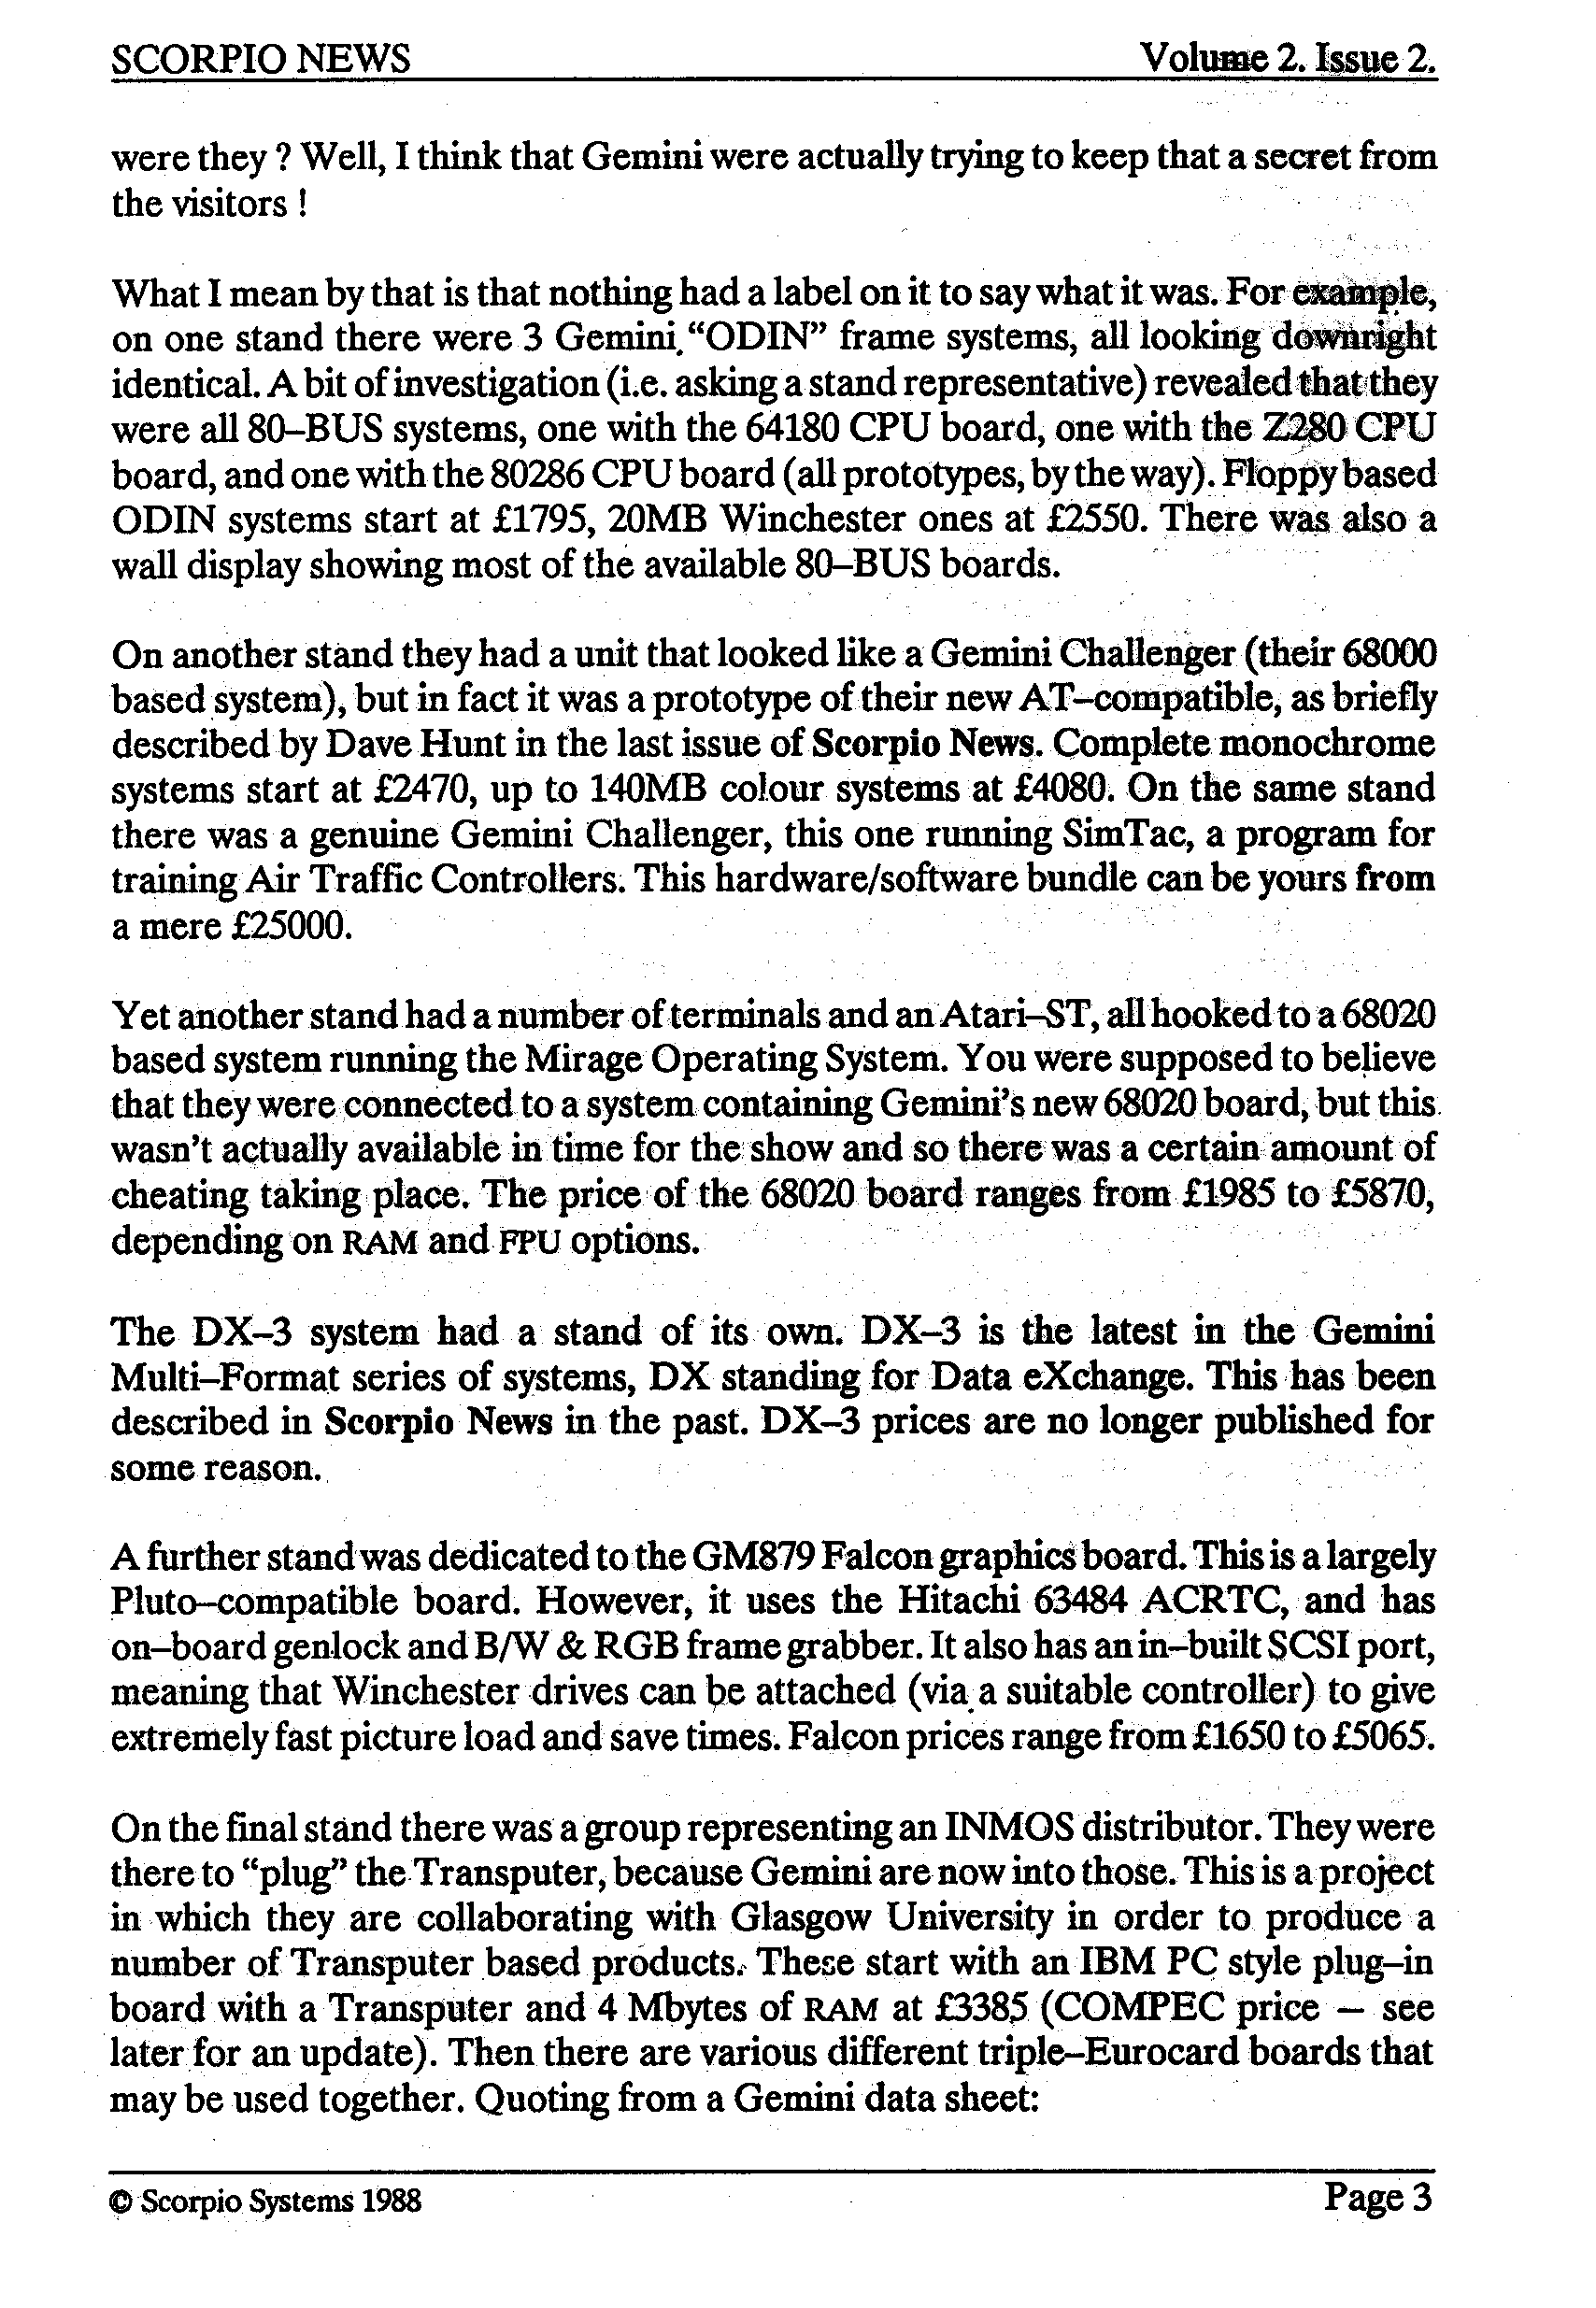 SCORPIO NEWS Volume 2. Issue 2.
were they ? Well, I think that Gemini were actually trying to keep that a secret from
the visitors !
What I mean by that is that nothing had a label on it to say what it was. For example,
on one stand there were 3 Gemini “ODIN” frame systems, all looking downright
identical. A bit of investigation (i.e. asking a stand representative) revealed that they
were all 80–BUS systems, one with the 64180 CPU board, one with the Z280 CPU
board, and one with the 80286 CPU board (all prototypes, by the way). Floppy based
ODIN systems start at £1795, 20MB Winchester ones at £2550. There was also a
wall display showing most of the available 80–BUS boards.
On another stand they had a unit that looked like a Gemini Challenger (their 68000
based system), but in fact it was a prototype of their new AT–compatible, as briefly
described by Dave Hunt in the last issue of Scorpio News. Complete monochrome
systems start at £2470, up to 140MB colour systems at £4080. On the same stand
there was a genuine Gemini Challenger, this one running SimTac, a program for
training Air Traffic Controllers. This hardware/software bundle can be yours from
a mere £25000.
Yet another stand had a number of terminals and an Atari–ST, all hooked to a 68020
based system running the Mirage Operating System. You were supposed to believe
that they were connected to a system containing Gemini’s new 68020 board, but this
wasn’t actually available in time for the show and so there was a certain amount of
cheating taking place. The price of the 68020 board ranges from £1985 to £5870,
depending on RAM and FPU options.
The DX–3 system had a stand of its own. DX–3 is the latest in the Gemini
Multi–Format series of systems, DX standing for Data eXchange. This has been
described in Scorpio News in the past. DX–3 prices are no longer published for
some reason.
A further stand was dedicated to the GM879 Falcon graphics board. This is a largely
Pluto–compatible board. However, it uses the Hitachi 63484 ACRTC, and has
on–board genlock and B/W & RGB frame grabber. It also has an in–built SCSI port,
meaning that Winchester drives can be attached (via a suitable controller) to give
extremely fast picture load and save times. Falcon prices range from £1650 to £5065.
On the final stand there was a group representing an INMOS distributor. They were
there to “plug” the Transputer, because Gemini are now into those. This is a project
in which they are collaborating with Glasgow University in order to produce a
number of Transputer based products. These start with an IBM PC style plug–in
board with a Transputer and 4 Mbytes of RAM at £3385 (COMPEC price — see
later for an update). Then there are various different triple–Eurocard boards that
may be used together. Quoting from a Gemini data sheet:
© Scorpio Systems 1988 Page 3